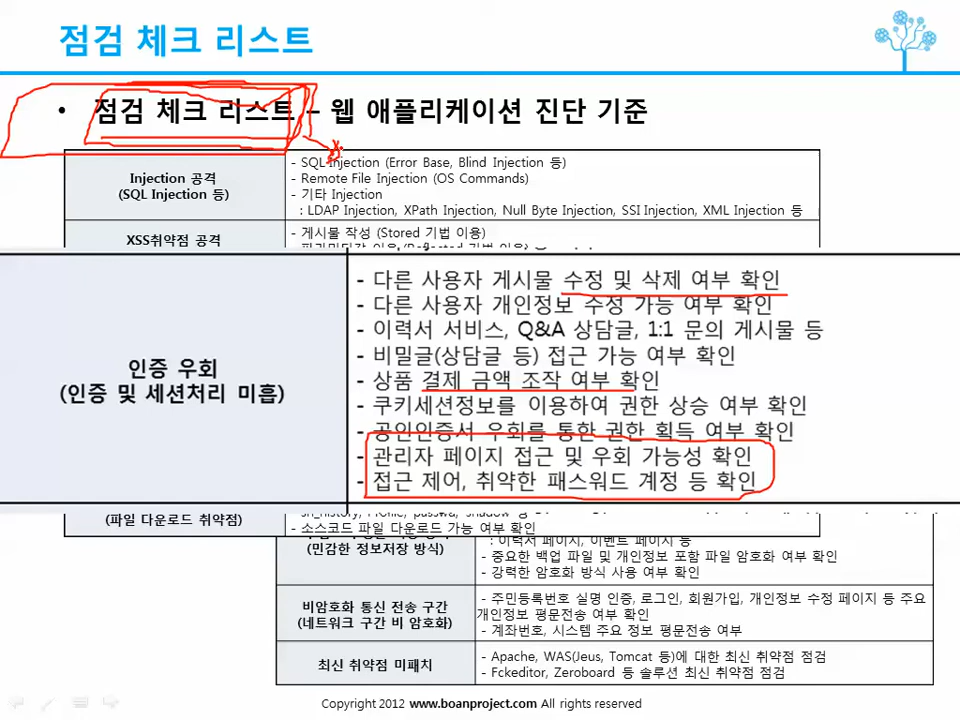 점검 체크 리스트
• 점검 체크 리스트 – 웹 애플리케이션 진단 기준
Injection 공격
(SQL Injection 등)
- SQL Injection (Error Base, Blind Injection 등)
- Remote File Injection (OS Commands)
- 기타 Injection
: LDAP Injection, XPath Injection, Null Byte Injection, SSI Injection, XML Injection 등
XSS취약점 공격
- 게시물 작성 (Stored 기법 이용)
인증 우회
(인증 및 세션처리 미흡)
- 다른 사용자 게시물 수정 및 삭제 여부 확인
- 다른 사용자 개인정보 수정 가능 여부 확인
- 이력서 서비스, Q&A 상담글, 1:1 문의 게시물 등
- 비밀글(상담글 등) 접근 가능 여부 확인
- 상품 결제 금액 조작 여부 확인
- 쿠키세션정보를 이용하여 권한 상승 여부 확인
- 공인인증서 우회를 통한 권한 획득 여부 확인
- 관리자 페이지 접근 및 우회 가능성 확인
- 접근 제어, 취약한 패스워드 계정 등 확인
(파일 다운로드 취약점)
- 소스코드 파일 다운로드 가능 여부 확인
(민감한 정보저장 방식)
: 이력서 페이지, 이벤트 페이지 등
- 중요한 백업 파일 및 개인정보 포함 파일 암호화 여부 확인
- 강력한 암호화 방식 사용 여부 확인
비암호화 통신 전송 구간
(네트워크 구간 비 암호화)
- 주민등록번호 실명 인증, 로그인, 회원가입, 개인정보 수정 페이지 등 주요
개인정보 평문전송 여부 확인
- 계좌번호, 시스템 주요 정보 평문전송 여부
최신 취약점 미패치
- Apache, WAS(Jeus, Tomcat 등)에 대한 최신 취약점 점검
- Fckeditor, Zeroboard 등 솔루션 최신 취약점 점검
Copyright 2012 www.boanproject.com All rights reserved